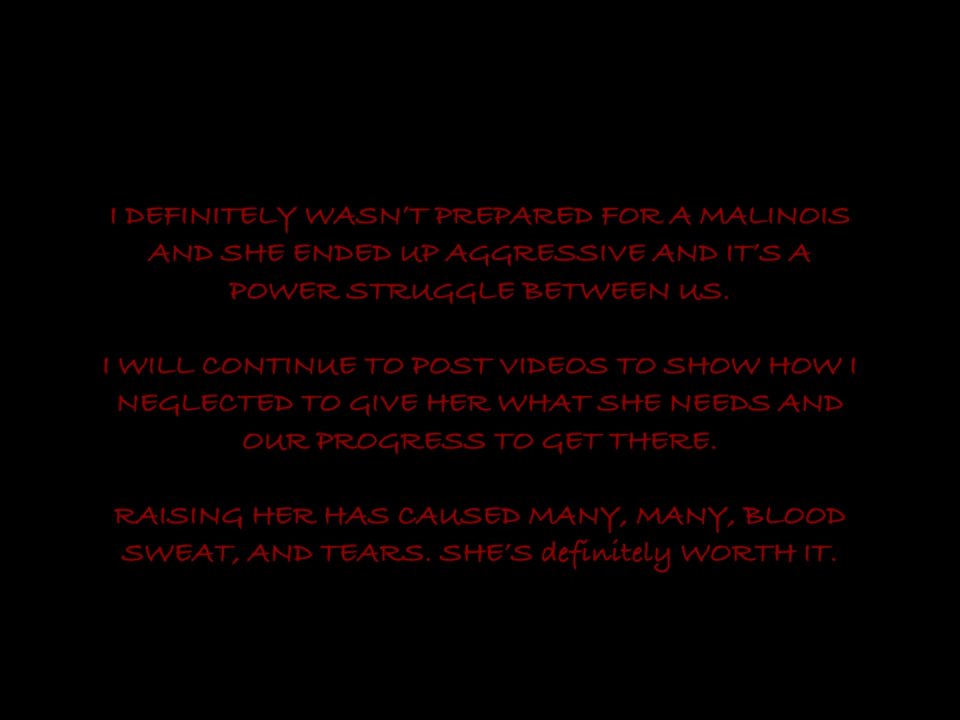 I DEFINITELY WASN'T PREPARED FOR A MALINOIS
AND SHE ENDED UP AGGRESSIVE AND IT'S A
POWER STRUGGLE BETWEEN US.
I WILL CONTINUE TO POST VIDEOS TO SHOW HOW I
NEGLECTED TO GIVE HER WHAT SHE NEEDS AND
OUR PROGRESS TO GET THERE.
RAISING HER HAS CAUSED MANY, MANY, BLOOD
SWEAT, AND TEARS. SHE'S definitely WORTH IT.